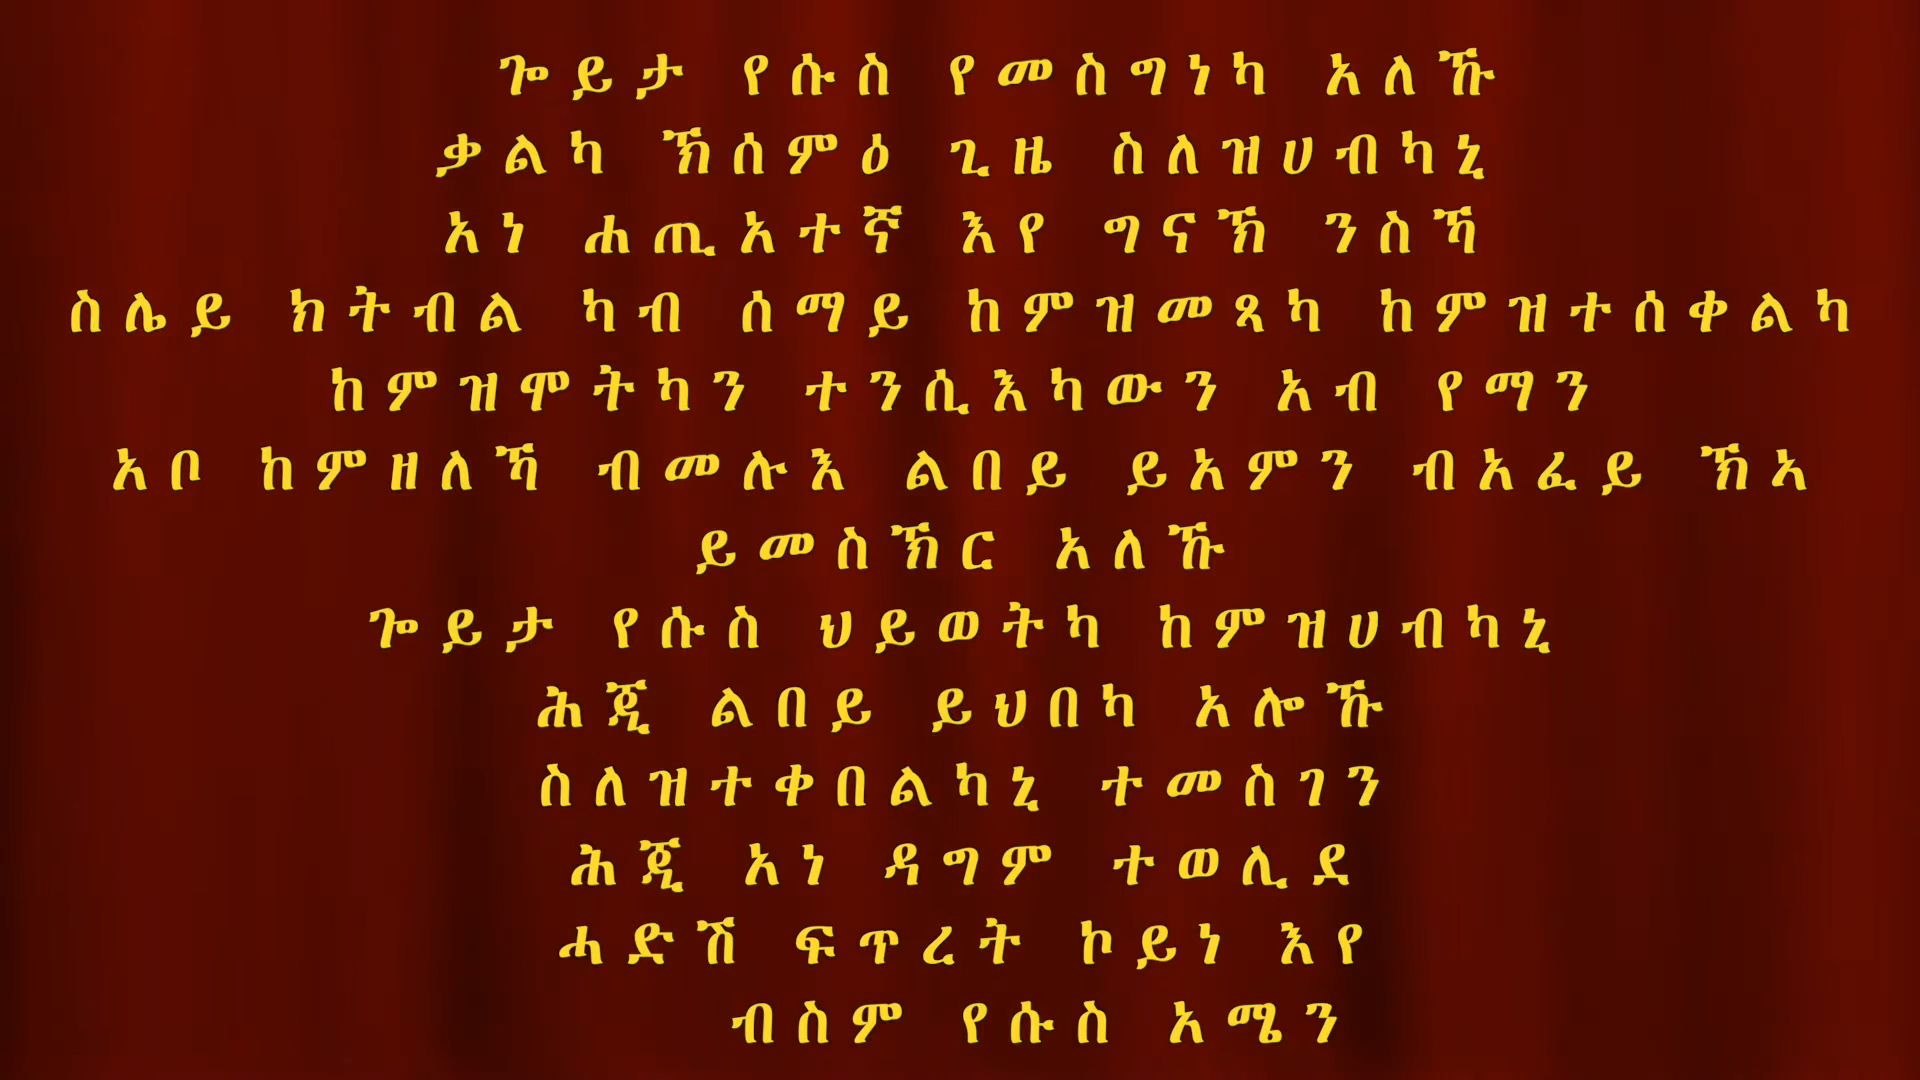 ጐይታ የሱስ የመስግነካ አለኹ
ቃልካ ኽሰምዕ ጊዜ ስለዝሀብካኒ
አነ ሐጢአተኛ እየ ግናኽ ንስኻ
ስሌይ ክትብል ካብ ሰማይ ከምዝመጻካ ከምዝተሰቀልካ
ከምዝሞትካን ተንሲእካውን አብ የማን
አቦ ከምዘለኻ ብመሉእ ልበይ ይአምን ብአፈይ ኽኣ
ይመስኽር አለኹ
ጐይታ የሱስ ህይወትካ ከምዝሀብካኒ
ሕጂ ልበይ ይህበካ አሎኹ
ስለዝተቀበልካኒ ተመስገን
ሕጂ አነ ዳግም ተወሊደ
ሓድሽ ፍጥረት ኮይነ እየ
ብስም የሱስ አሜን